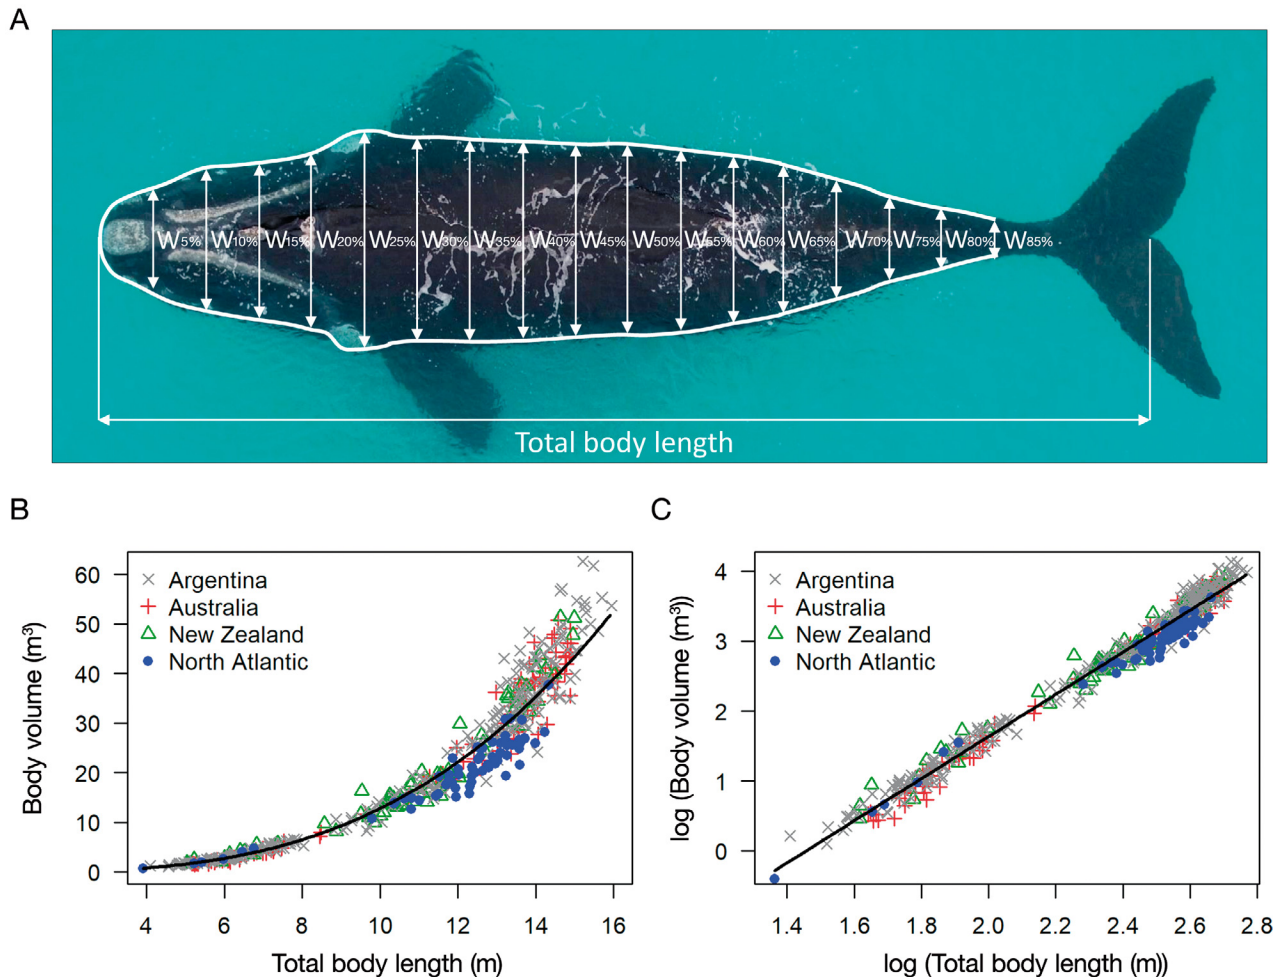 A
W5% W10% W15% W20% W25% W30% W35% W40% W45% W50% W55% W60% W65% W70% W75% W80% W85%
Total body length
B
Body volume (m³)
60
50
40
30
20
10
0
Argentina
Australia
New Zealand
North Atlantic
4 6 8 10 12 14 16
Total body length (m)
C
log (Body volume (m³))
4
3
2
1
0
Argentina
Australia
New Zealand
North Atlantic
1.4 1.6 1.8 2.0 2.2 2.4 2.6 2.8
log (Total body length (m))